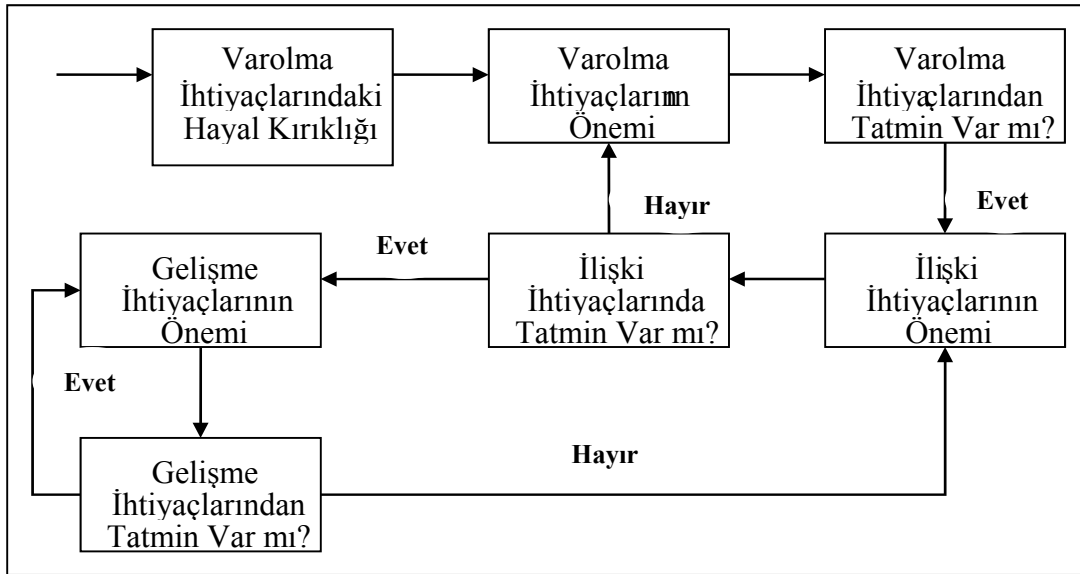 Varolma
İhtiyaçlarındaki
Hayal Kırıklığı
Varolma
İhtiyaçlarının
Önemi
Varolma
İhtiyaçlarından
Tatmin Var mı?
Hayır
Evet
Evet
Gelişme
İhtiyaçlarının
Önemi
İlişki
İhtiyaçlarında
Tatmin Var mı?
İlişki
İhtiyaçlarının
Önemi
Evet
Hayır
Gelişme
İhtiyaçlarından
Tatmin Var mı?